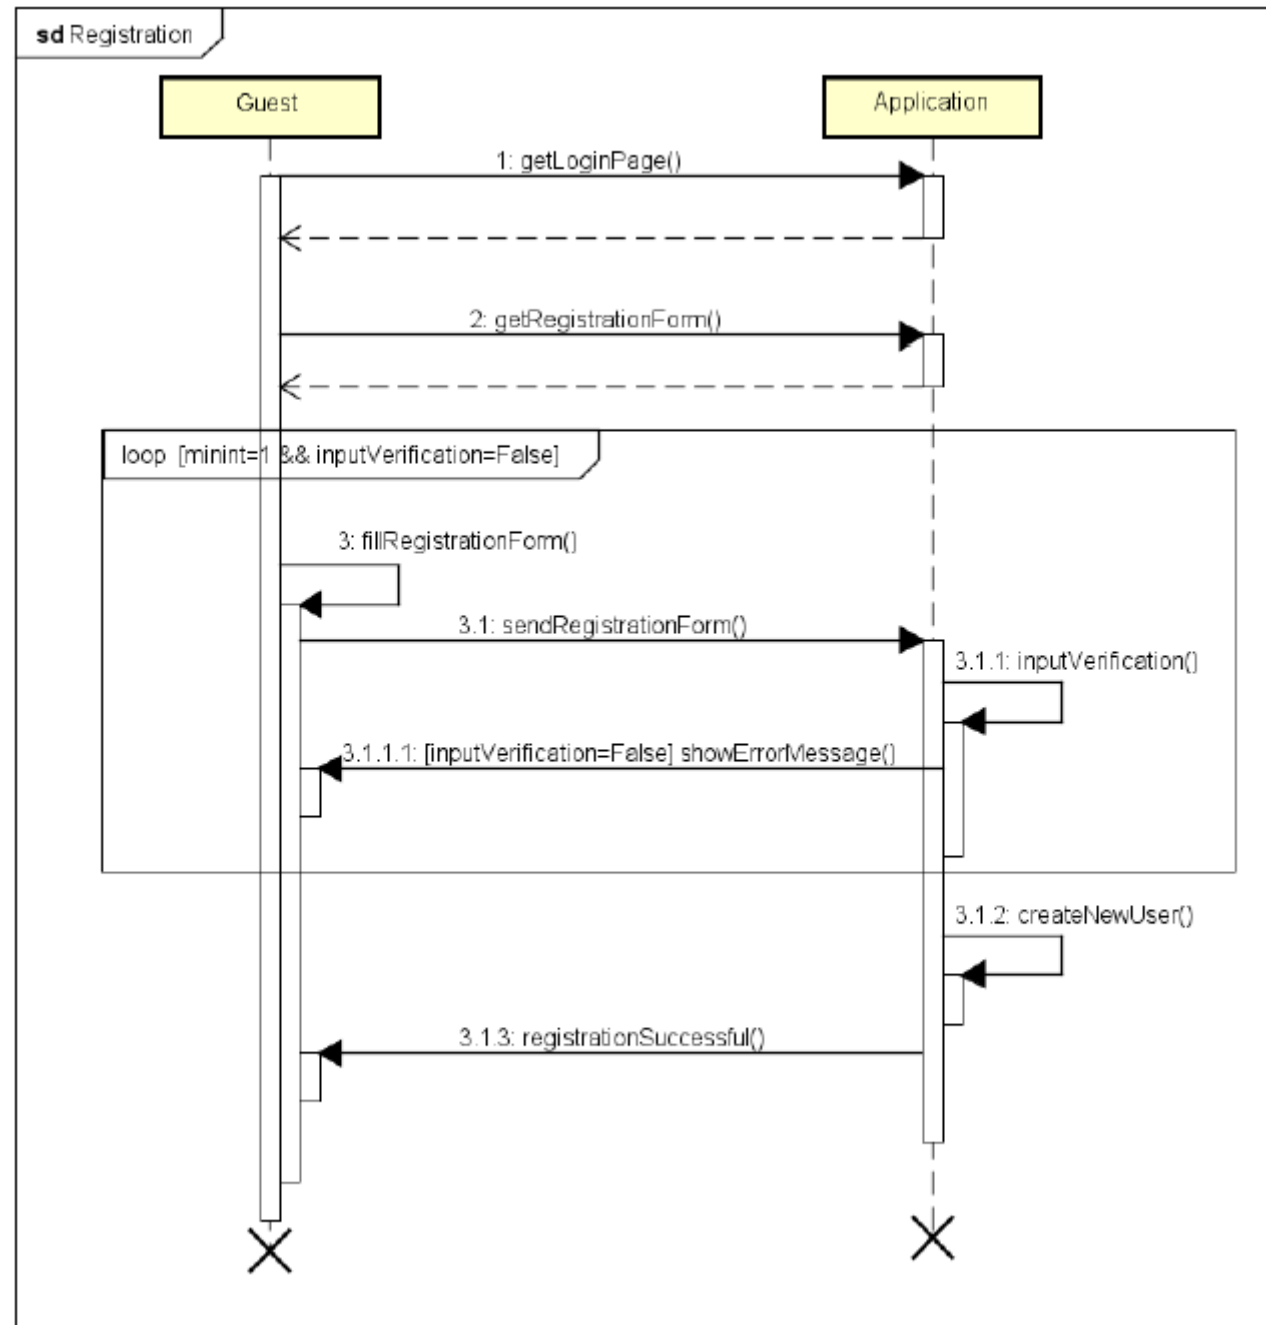 sd Registration
Guest
Application
1: getLoginPage()
2: getRegistrationForm()
loop [minint=1 && inputVerification=False]
3: fillRegistrationForm()
3.1: sendRegistrationForm()
3.1.1: inputVerification()
3.1.1.1: [inputVerification=False] showErrorMessage()
3.1.2: createNewUser()
3.1.3: registrationSuccessful()